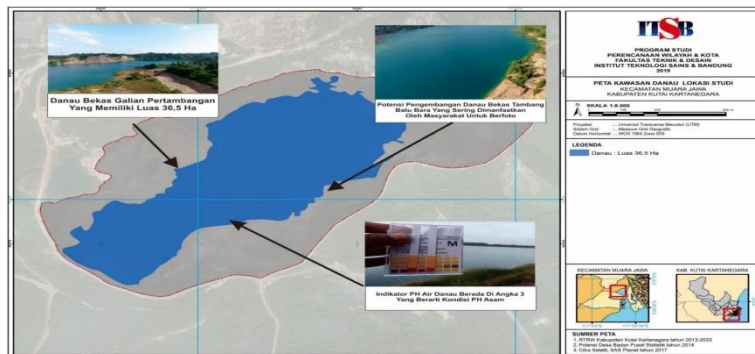 Danau Bekas Galian Pertambangan
Yang Memiliki Luas 36,5 Ha
Potensi Pengembangan Danau Bekas Tambang
Batu Bara Yang Sering Dimanfaatkan
Oleh Masyarakat Untuk Berfoto
Indikator PH Air Danau Berada Di Angka 3
Yang Berarti Kondisi PH Asam
ITSB
PROGRAM STUDI
PERENCANAAN WILAYAH & KOTA
FAKULTAS TEKNIK & DESAIN
INSTITUT TEKNOLOGI SAINS & BANDUNG
2019
PETA KAWASAN DANAU LOKASI STUDI
KECAMATAN MUARA JAWA
KABUPATEN KUTAI KARTANEGARA
SKALA 1:6.000
LEGENDA
Danau : Luas 36,5 Ha
KECAMATAN MUARA JAWA
KAB. KUTAI KARTANEGARA
SUMBER PETA
1. RTRW Kabupaten Kutai Kartanegara tahun 2013-2033
2. Potensi Desa Badan Pusat Statistik tahun 2014
3. Citra Satelit, SAS Planet tahun 2017